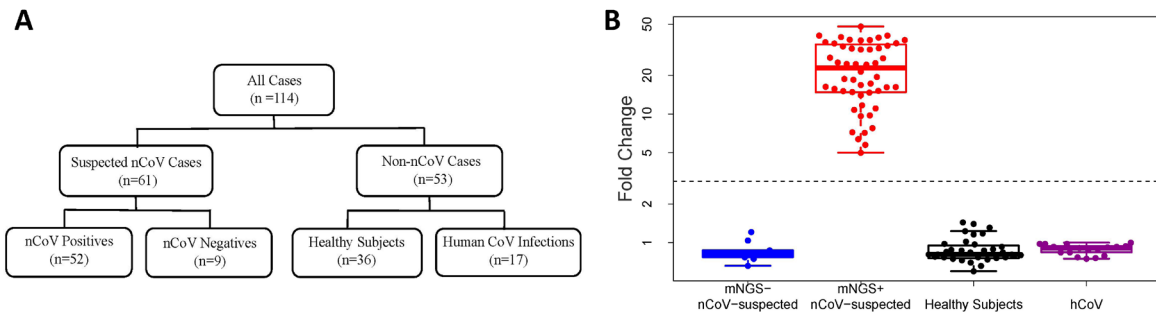 A
All Cases
(n =114)
Suspected nCoV Cases
(n=61)
Non-nCoV Cases
(n=53)
nCoV Positives
(n=52)
nCoV Negatives
(n=9)
Healthy Subjects
(n=36)
Human CoV Infections
(n=17)
B
Fold Change
50
20
10
5
2
1
mNGS−
nCoV−suspected
mNGS+
nCoV−suspected
Healthy Subjects
hCoV